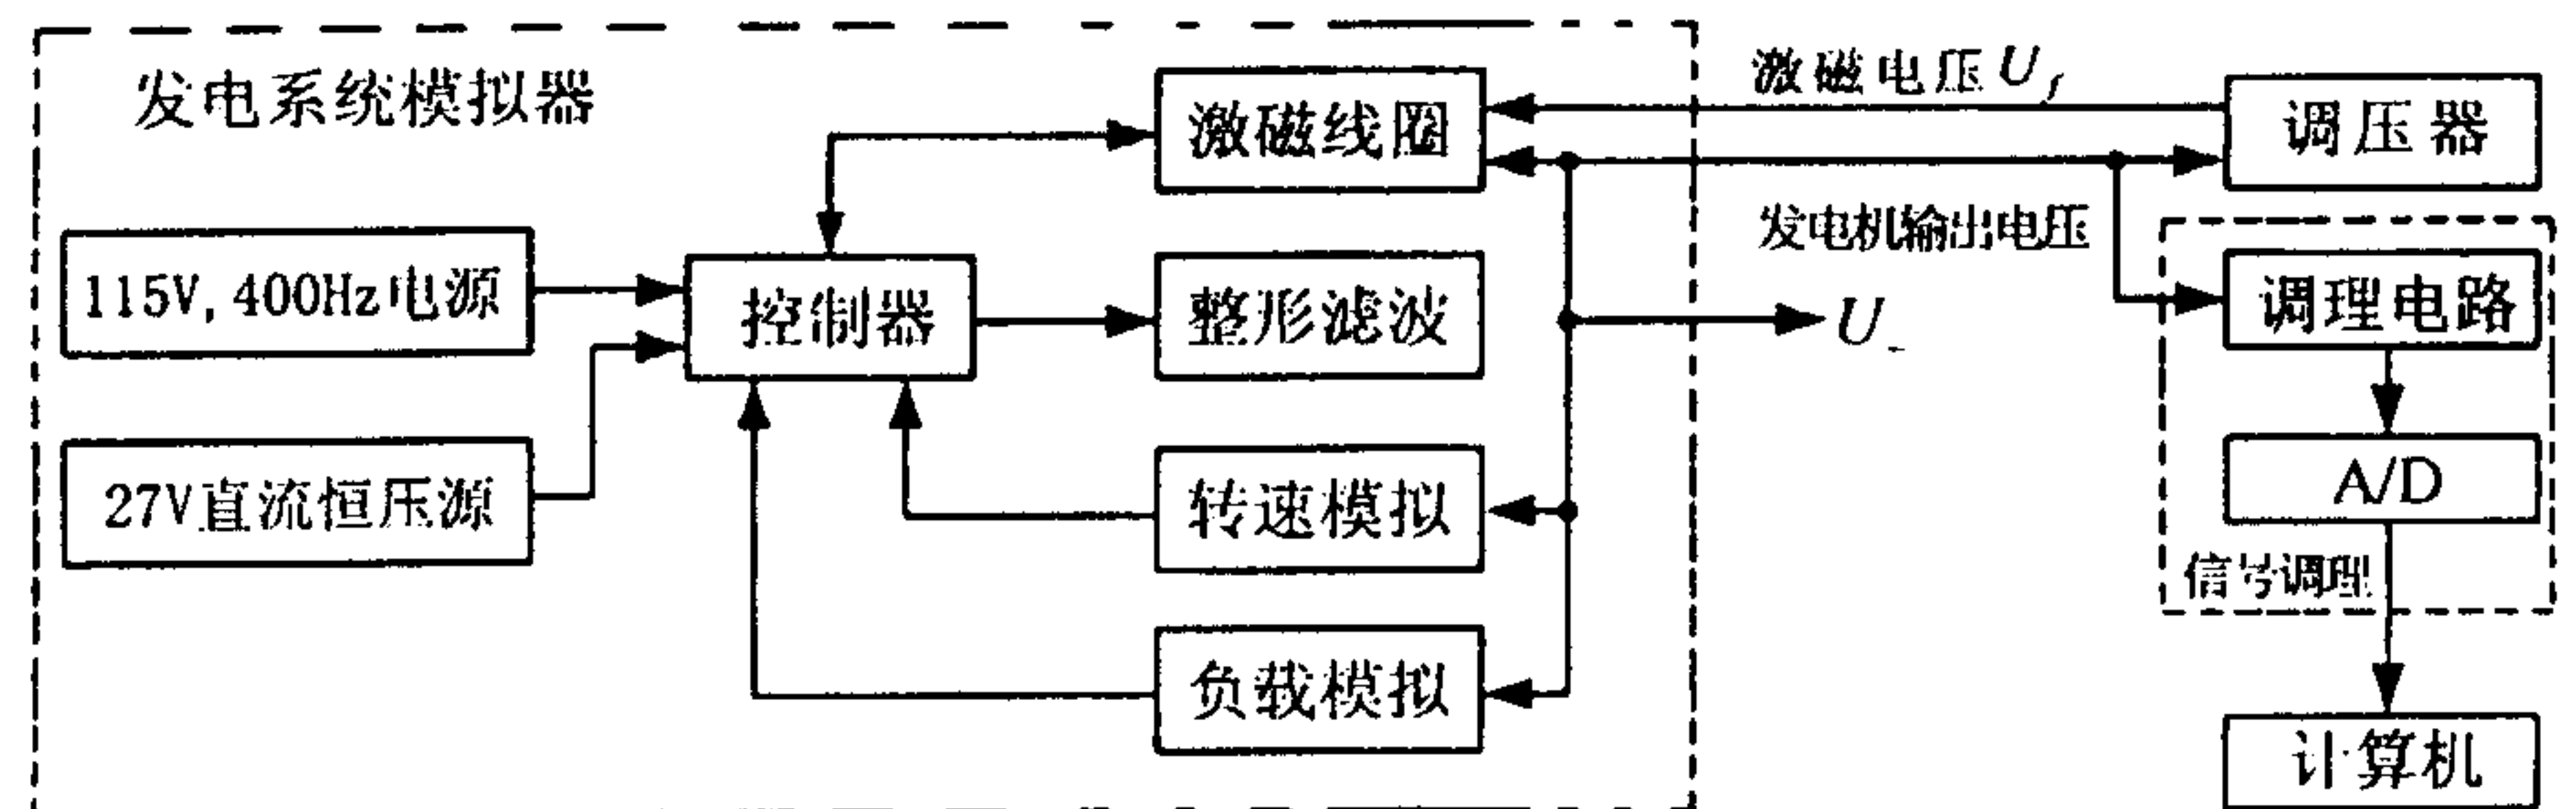 发电系统模拟器
激磁电压 U_f
激磁线圈
调压器
115V,400Hz电源
控制器
整形滤波
发电机输出电压
U_
调理电路
27V直流恒压源
转速模拟
A/D
信号调理
负载模拟
计算机